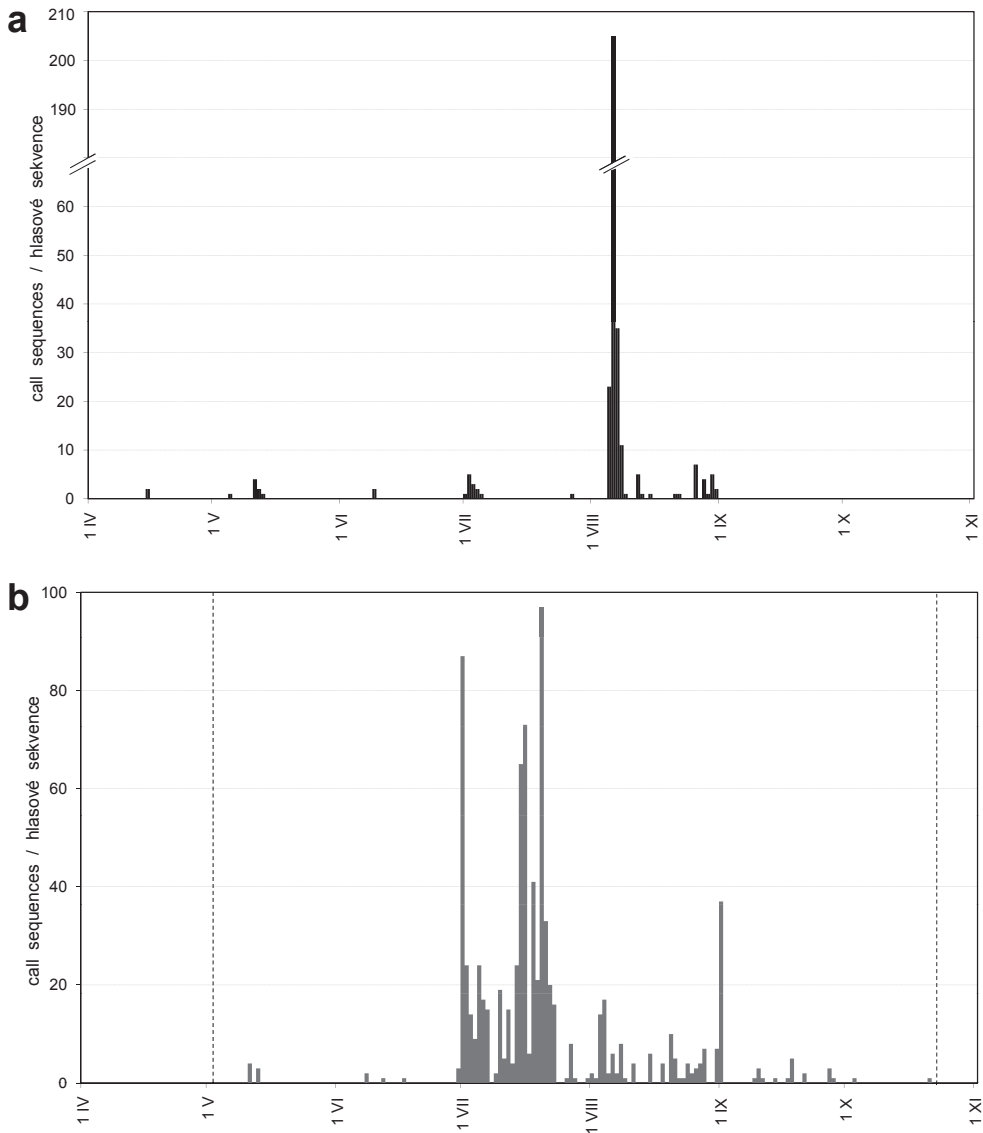 a
210
200
190
60
50
40
30
20
10
0
call sequences / hlasové sekvence
1 IV
1 V
1 VI
1 VII
1 VIII
1 IX
1 X
1 XI
b
100
80
60
40
20
0
call sequences / hlasové sekvence
1 IV
1 V
1 VI
1 VII
1 VIII
1 IX
1 X
1 XI